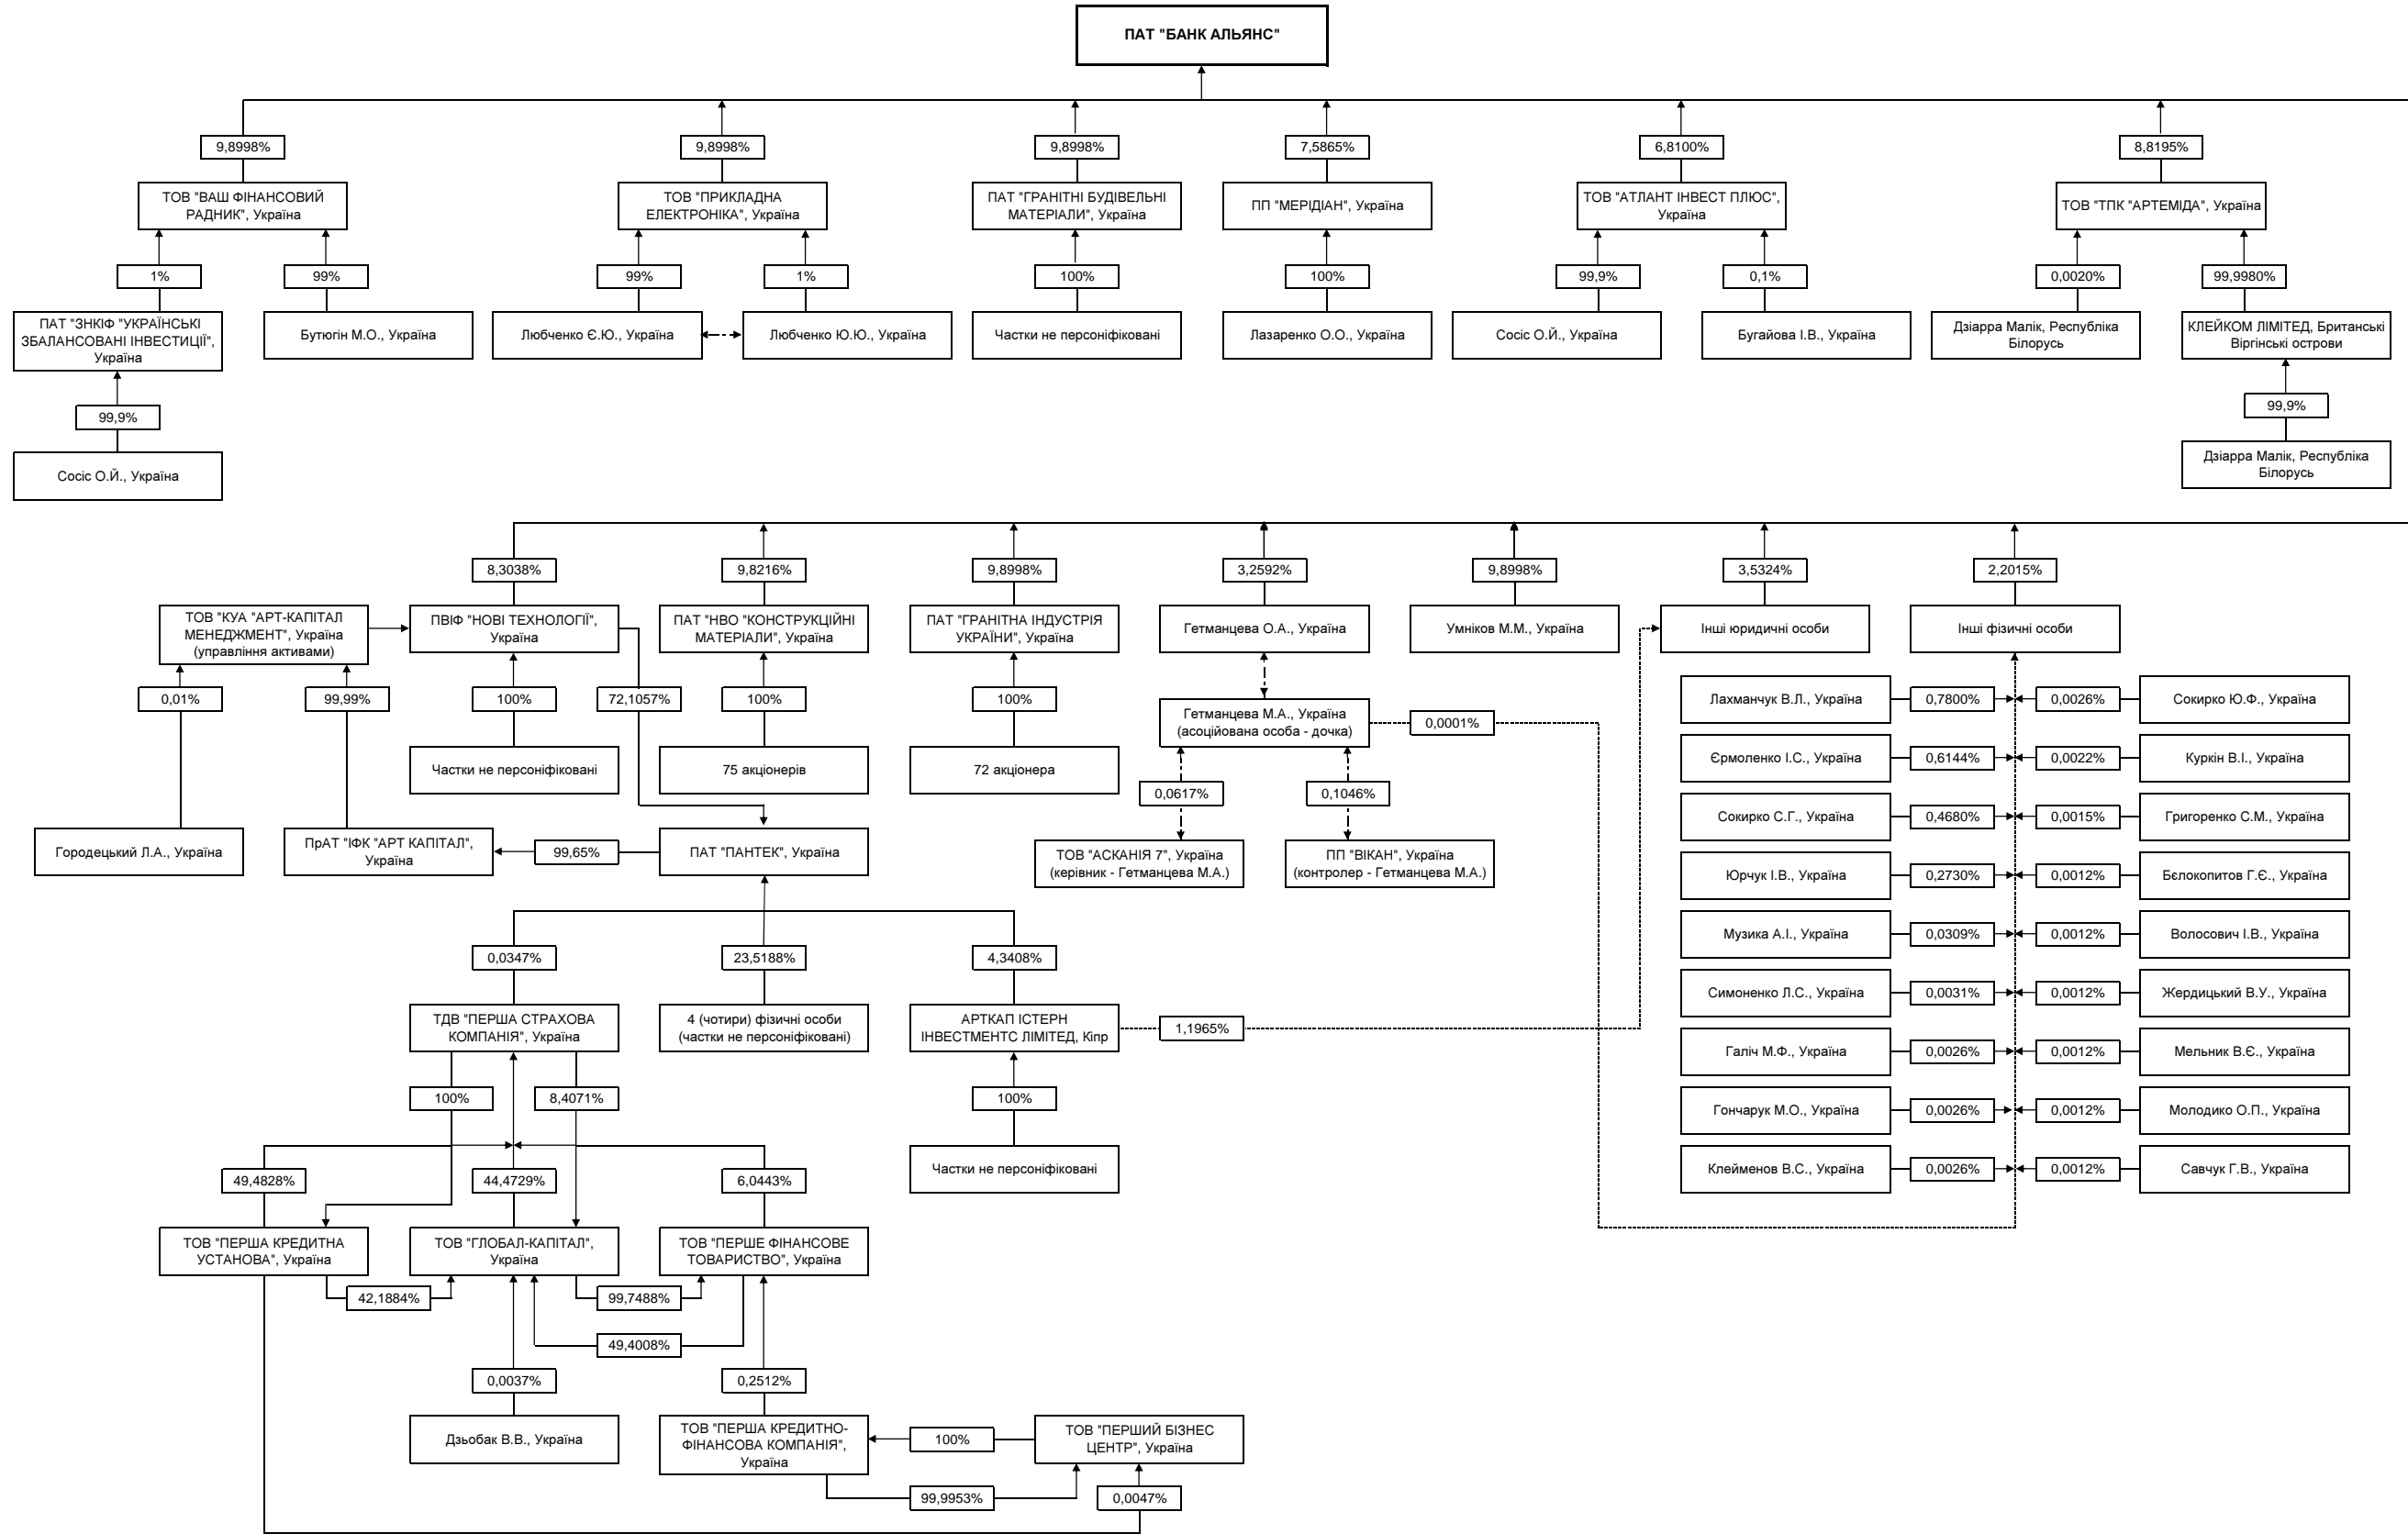 ПАТ "БАНК АЛЬЯНС"
9,8998%
9,8998%
9,8998%
7,5865%
6,8100%
8,8195%
ТОВ "ВАШ ФІНАНСОВИЙ
РАДНИК", Україна
ТОВ "ПРИКЛАДНА
ЕЛЕКТРОНІКА", Україна
ПАТ "ГРАНІТНІ БУДІВЕЛЬНІ
МАТЕРІАЛИ", Україна
ПП "МЕРІДІАН", Україна
ТОВ "АТЛАНТ ІНВЕСТ ПЛЮС",
Україна
ТОВ "ТПК "АРТЕМІДА", Україна
1%
99%
99%
1%
100%
100%
99,9%
0,1%
0,0020%
99,9980%
ПАТ "ЗНКІФ "УКРАЇНСЬКІ
ЗБАЛАНСОВАНІ ІНВЕСТИЦІЇ",
Україна
Бутюгін М.О., Україна
Любченко Є.Ю., Україна
Любченко Ю.Ю., Україна
Частки не персоніфіковані
Лазаренко О.О., Україна
Сосіс О.Й., Україна
Бугайова І.В., Україна
Дзіарра Малік, Республіка
Білорусь
КЛЕЙКОМ ЛІМІТЕД, Британські
Віргінські острови
99,9%
99,9%
Сосіс О.Й., Україна
Дзіарра Малік, Республіка
Білорусь
8,3038%
9,8216%
9,8998%
3,2592%
9,8998%
3,5324%
2,2015%
ТОВ "КУА "АРТ-КАПІТАЛ
МЕНЕДЖМЕНТ", Україна
(управління активами)
ПВІФ "НОВІ ТЕХНОЛОГІЇ",
Україна
ПАТ "НВО "КОНСТРУКЦІЙНІ
МАТЕРІАЛИ", Україна
ПАТ "ГРАНІТНА ІНДУСТРІЯ
УКРАЇНИ", Україна
Гетманцева О.А., Україна
Умніков М.М., Україна
Інші юридичні особи
Інші фізичні особи
0,01%
99,99%
100%
72,1057%
100%
100%
Гетманцева М.А., Україна
(асоційована особа - дочка)
0,0001%
Лахманчук В.Л., Україна
0,7800%
0,0026%
Сокирко Ю.Ф., Україна
Частки не персоніфіковані
75 акціонерів
72 акціонера
Єрмоленко І.С., Україна
0,6144%
0,0022%
Куркін В.І., Україна
0,0617%
0,1046%
Сокирко С.Г., Україна
0,4680%
0,0015%
Григоренко С.М., Україна
Городецький Л.А., Україна
ПрАТ "ІФК "АРТ КАПІТАЛ",
Україна
99,65%
ПАТ "ПАНТЕК", Україна
ТОВ "АСКАНІЯ 7", Україна
(керівник - Гетманцева М.А.)
ПП "ВІКАН", Україна
(контролер - Гетманцева М.А.)
Юрчук І.В., Україна
0,2730%
0,0012%
Бєлокопитов Г.Є., Україна
0,0347%
23,5188%
4,3408%
Музика А.І., Україна
0,0309%
0,0012%
Волосович І.В., Україна
ТДВ "ПЕРША СТРАХОВА
КОМПАНІЯ", Україна
4 (чотири) фізичні особи
(частки не персоніфіковані)
АРТКАП ІСТЕРН
ІНВЕСТМЕНТС ЛІМІТЕД, Кіпр
1,1965%
Симоненко Л.С., Україна
0,0031%
0,0012%
Жердицький В.У., Україна
100%
8,4071%
100%
Галіч М.Ф., Україна
0,0026%
0,0012%
Мельник В.Є., Україна
Гончарук М.О., Україна
0,0026%
0,0012%
Молодико О.П., Україна
49,4828%
44,4729%
6,0443%
Частки не персоніфіковані
Клейменов В.С., Україна
0,0026%
0,0012%
Савчук Г.В., Україна
ТОВ "ПЕРША КРЕДИТНА
УСТАНОВА", Україна
ТОВ "ГЛОБАЛ-КАПІТАЛ",
Україна
ТОВ "ПЕРШЕ ФІНАНСОВЕ
ТОВАРИСТВО", Україна
42,1884%
99,7488%
49,4008%
0,0037%
0,2512%
Дзьобак В.В., Україна
ТОВ "ПЕРША КРЕДИТНО-
ФІНАНСОВА КОМПАНІЯ",
Україна
100%
ТОВ "ПЕРШИЙ БІЗНЕС
ЦЕНТР", Україна
99,9953%
0,0047%